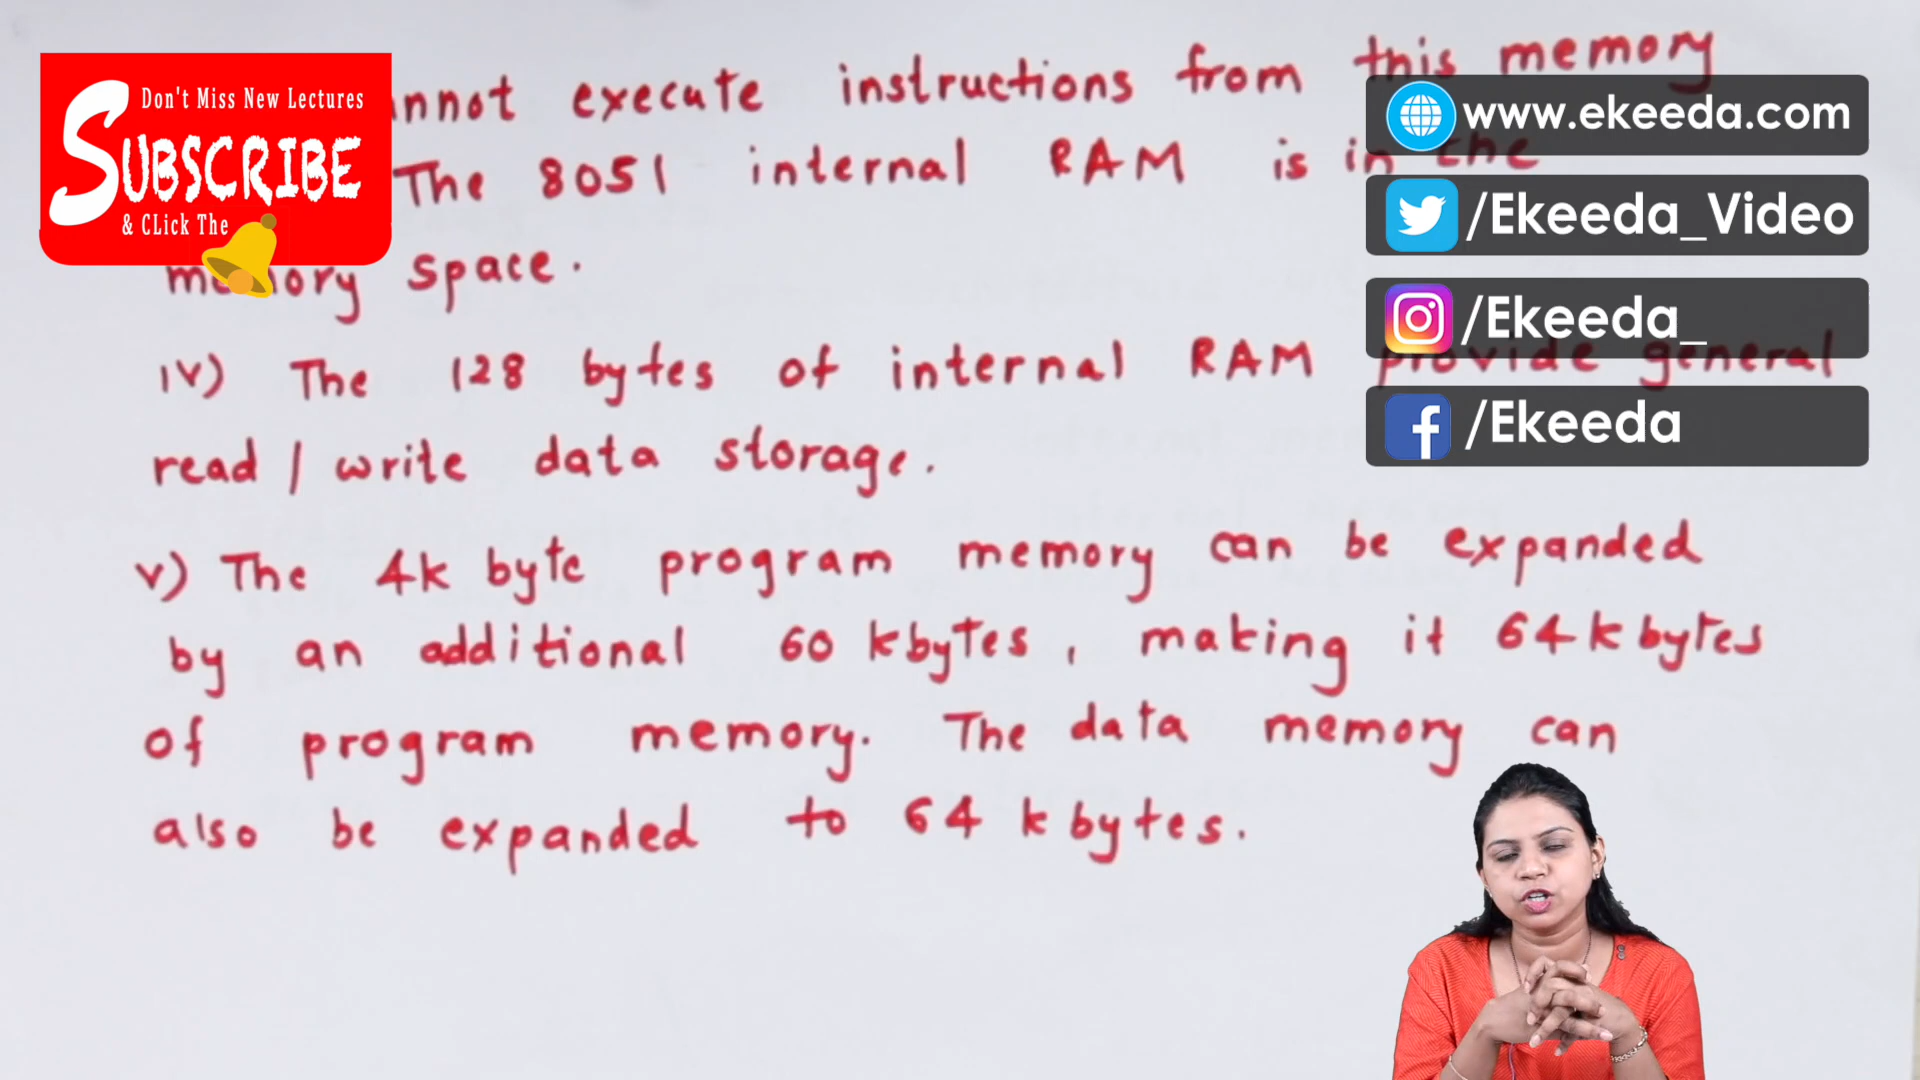 Don't Miss New Lectures
SUBSCRIBE
& CLick The
execute instructions from this memory
The 8051 internal RAM is in the
memory space.
iv) The 128 bytes of internal RAM provide general
read / write data storage.
v) The 4k byte program memory can be expanded
by an additional 60 kbytes, making it 64 k bytes
of program memory. The data memory can
also be expanded to 64 k bytes.
www.ekeeda.com
/Ekeeda_Video
/Ekeeda_
/Ekeeda